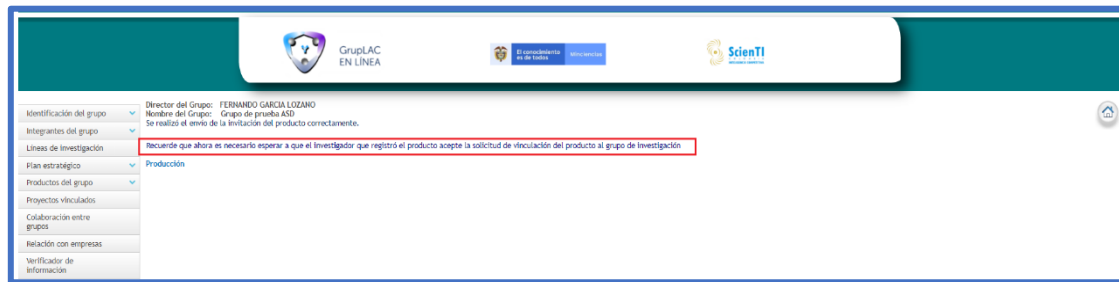 GrupLAC
EN LÍNEA
El conocimiento
es de todos
Minciencias
ScienTI
Director del Grupo: FERNANDO GARCIA LOZANO
Nombre del Grupo: Grupo de prueba ASD
Se realizó el envío de la invitación del producto correctamente.
Recuerde que ahora es necesario esperar a que el investigador que registró el producto acepte la solicitud de vinculación del producto al grupo de investigación
Producción
Identificación del grupo
Integrantes del grupo
Líneas de investigación
Plan estratégico
Productos del grupo
Proyectos vinculados
Colaboración entre
grupos
Relación con empresas
Verificador de
información